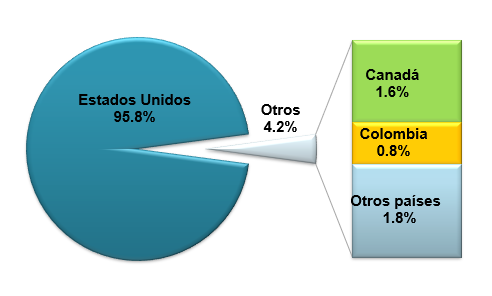 Estados Unidos
95.8%
Otros
4.2%
Canadá
1.6%
Colombia
0.8%
Otros países
1.8%